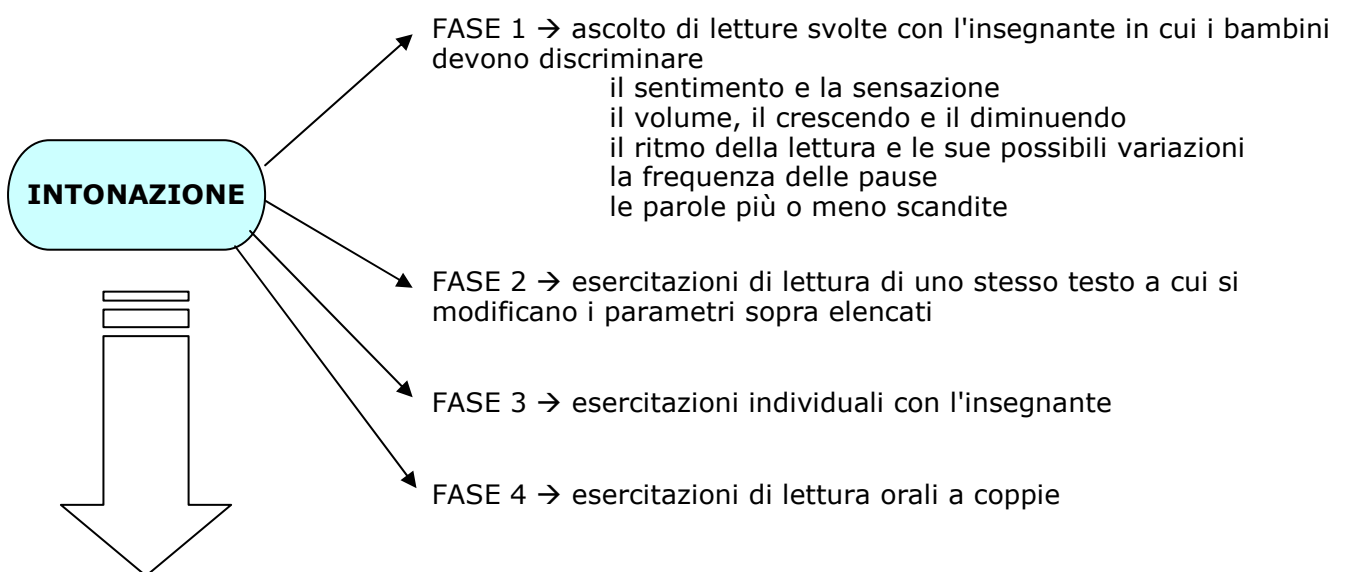 FASE 1 → ascolto di letture svolte con l'insegnante in cui i bambini
devono discriminare
il sentimento e la sensazione
il volume, il crescendo e il diminuendo
il ritmo della lettura e le sue possibili variazioni
la frequenza delle pause
le parole più o meno scandite
INTONAZIONE
FASE 2 → esercitazioni di lettura di uno stesso testo a cui si
modificano i parametri sopra elencati
FASE 3 → esercitazioni individuali con l'insegnante
FASE 4 → esercitazioni di lettura orali a coppie